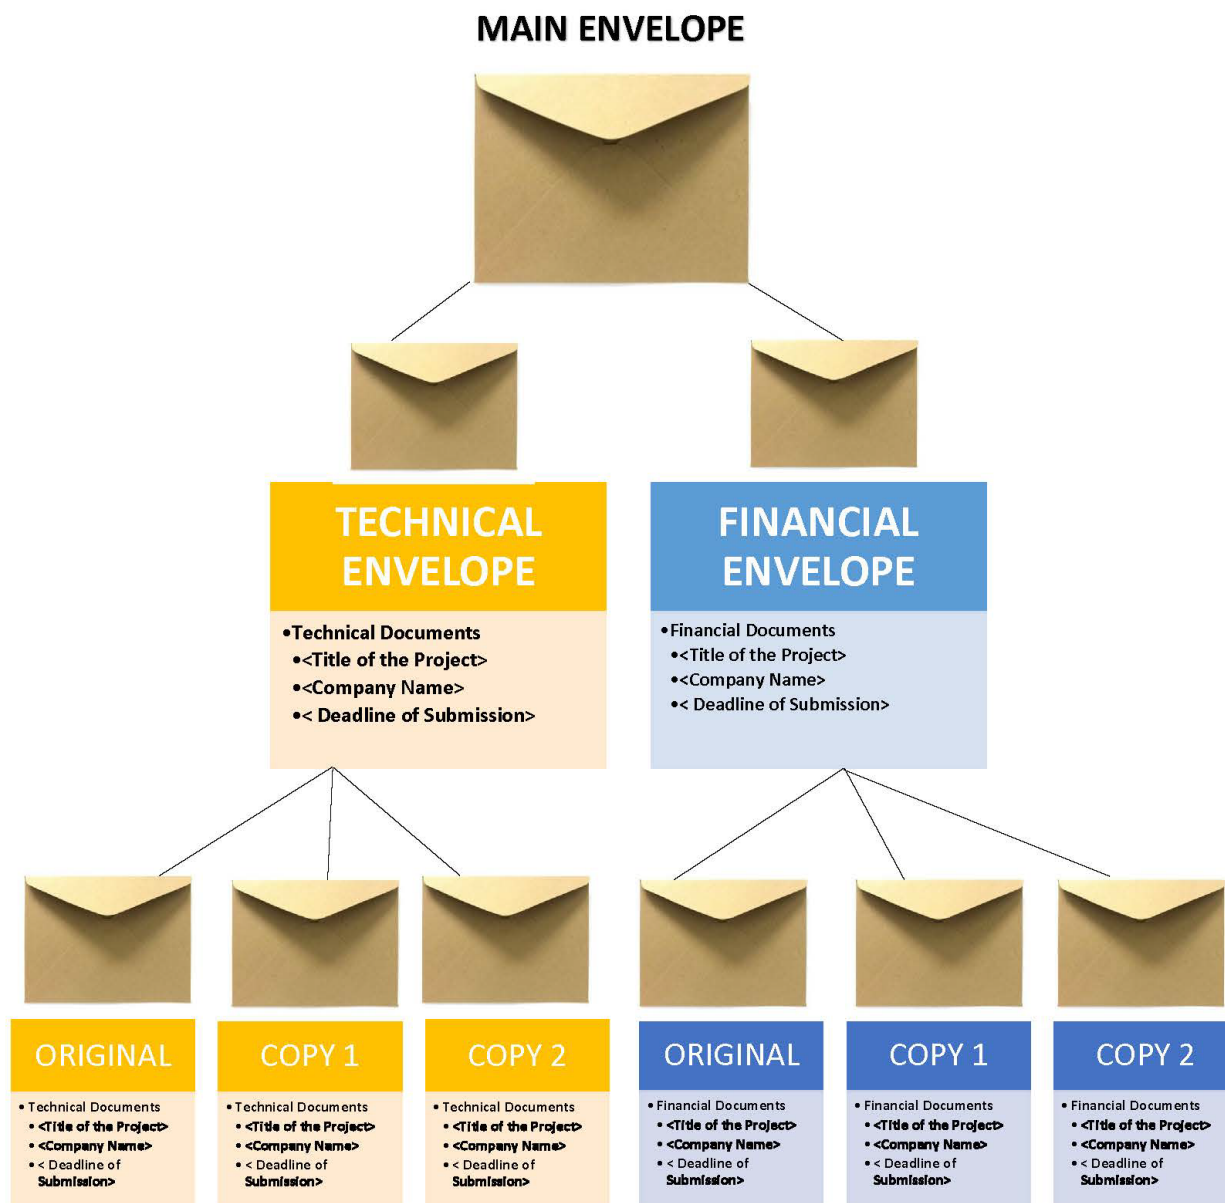 MAIN ENVELOPE
TECHNICAL
ENVELOPE
•Technical Documents
•<Title of the Project>
•<Company Name>
•< Deadline of Submission>
FINANCIAL
ENVELOPE
•Financial Documents
•<Title of the Project>
•<Company Name>
•< Deadline of Submission>
ORIGINAL
• Technical Documents
• <Title of the Project>
• <Company Name>
• < Deadline of
Submission>
COPY 1
• Technical Documents
• <Title of the Project>
• <Company Name>
• < Deadline of
Submission>
COPY 2
• Technical Documents
• <Title of the Project>
• <Company Name>
• < Deadline of
Submission>
ORIGINAL
• Financial Documents
• <Title of the Project>
• <Company Name>
• < Deadline of
Submission>
COPY 1
• Financial Documents
• <Title of the Project>
• <Company Name>
• < Deadline of
Submission>
COPY 2
• Financial Documents
• <Title of the Project>
• <Company Name>
• < Deadline of
Submission>